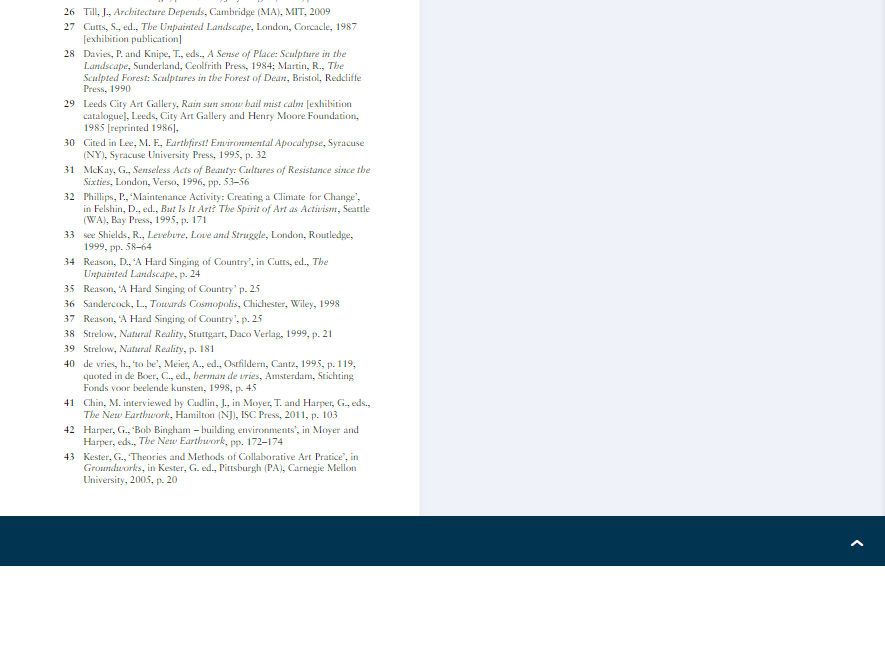 26 Till, J., Architecture Depends, Cambridge (MA), MIT, 2009
27 Cutts, S., ed., The Unpainted Landscape, London, Corcacle, 1987
[exhibition publication]
28 Davies, P. and Knipe, T., eds., A Sense of Place: Sculpture in the
Landscape, Sunderland, Ceolfrith Press, 1984; Martin, R., The
Sculpted Forest: Sculptures in the Forest of Dean, Bristol, Redcliffe
Press, 1990
29 Leeds City Art Gallery, Rain sun snow hail mist calm [exhibition
catalogue], Leeds, City Art Gallery and Henry Moore Foundation,
1985 [reprinted 1986],
30 Cited in Lee, M. F., Earthfirst! Environmental Apocalypse, Syracuse
(NY), Syracuse University Press, 1995, p. 32
31 McKay, G., Senseless Acts of Beauty: Cultures of Resistance since the
Sixties, London, Verso, 1996, pp. 53–56
32 Phillips, P., ‘Maintenance Activity: Creating a Climate for Change’,
in Felshin, D., ed., But Is It Art? The Spirit of Art as Activism, Seattle
(WA), Bay Press, 1995, p. 171
33 see Shields, R., Levebvre, Love and Struggle, London, Routledge,
1999, pp. 58–64
34 Reason, D., ‘A Hard Singing of Country’, in Cutts, ed., The
Unpainted Landscape, p. 24
35 Reason, ‘A Hard Singing of Country’ p. 25
36 Sandercock, L., Towards Cosmopolis, Chichester, Wiley, 1998
37 Reason, ‘A Hard Singing of Country’, p. 25
38 Strelow, Natural Reality, Stuttgart, Daco Verlag, 1999, p. 21
39 Strelow, Natural Reality, p. 181
40 de vries, h., ‘to be’, Meier, A., ed., Ostfildern, Cantz, 1995, p. 119,
quoted in de Boer, C., ed., herman de vries, Amsterdam, Stichting
Fonds voor beelende kunsten, 1998, p. 45
41 Chin, M. interviewed by Cudlin, J., in Moyer, T. and Harper, G., eds.,
The New Earthwork, Hamilton (NJ), ISC Press, 2011, p. 103
42 Harper, G., ‘Bob Bingham – building environments’, in Moyer and
Harper, eds., The New Earthwork, pp. 172–174
43 Kester, G., ‘Theories and Methods of Collaborative Art Pratice’, in
Groundworks, in Kester, G. ed., Pittsburgh (PA), Carnegie Mellon
University, 2005, p. 20